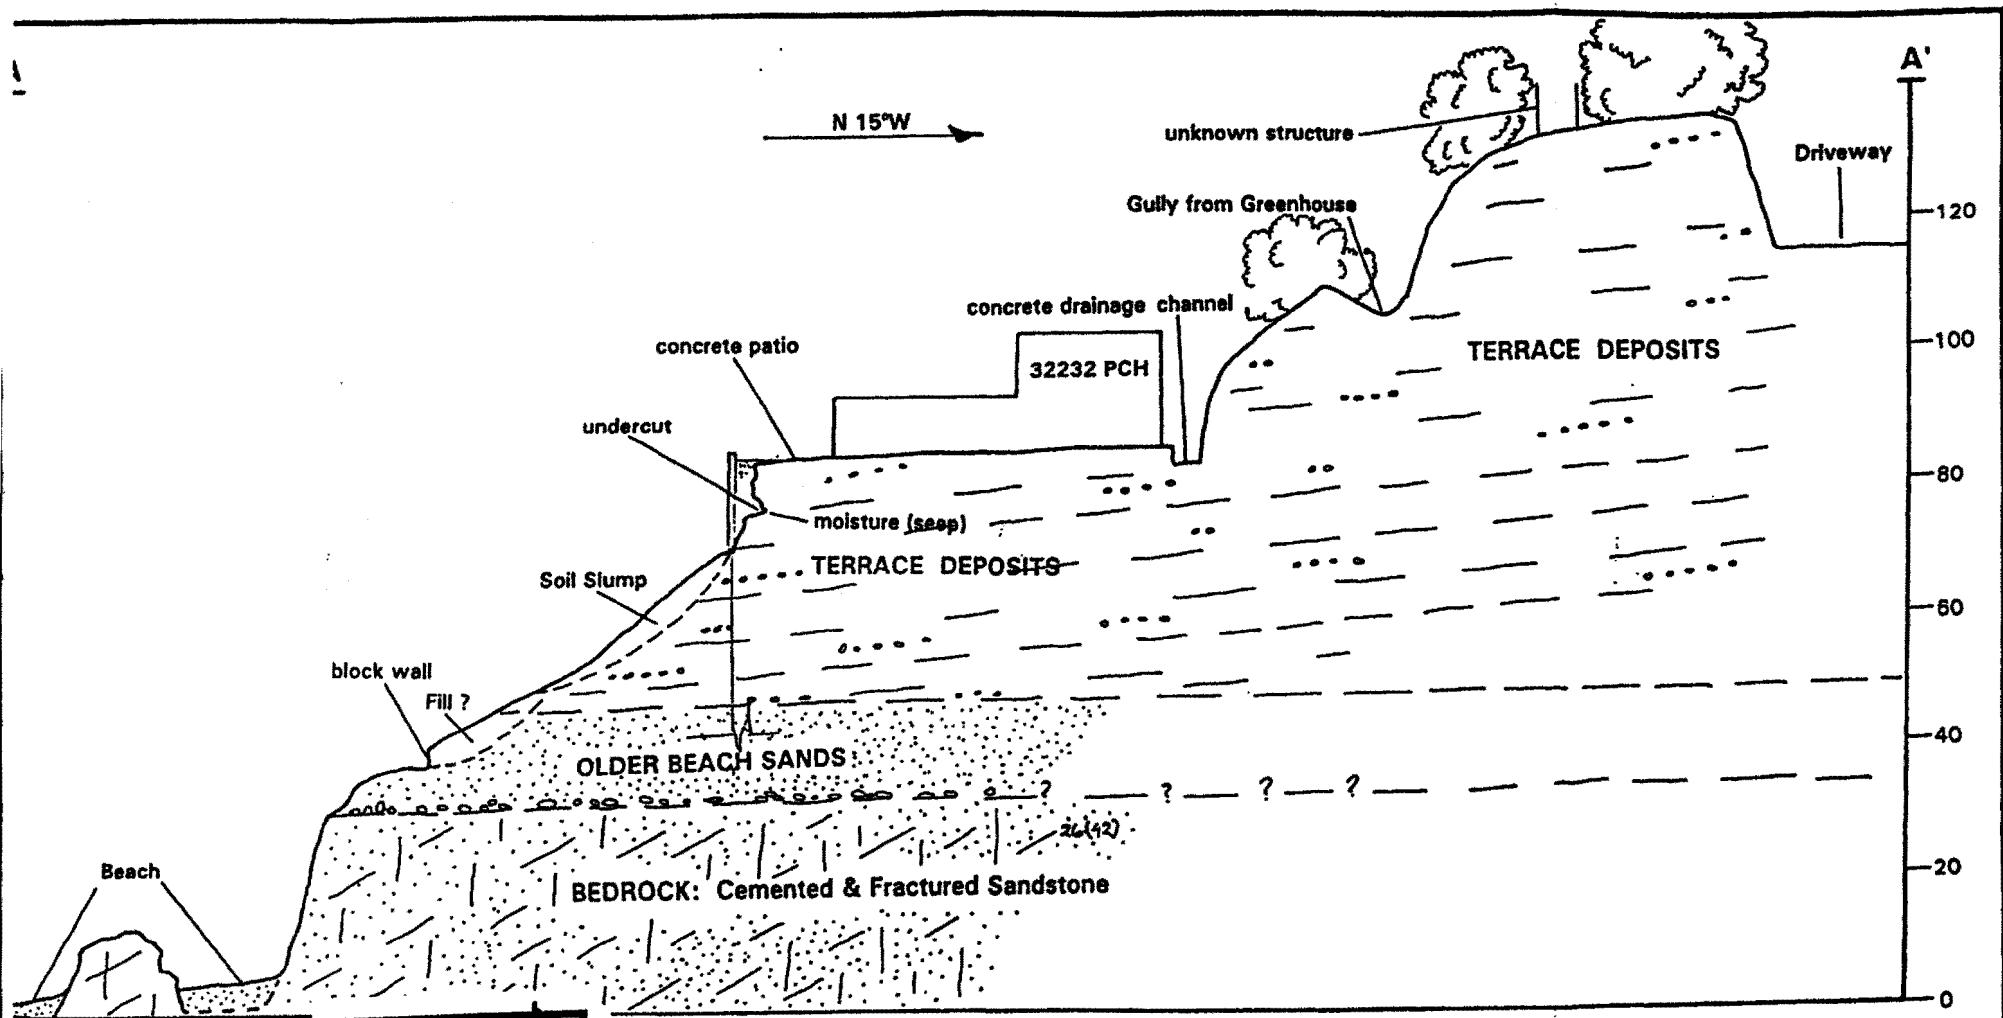 A'
N 15°W
unknown structure
Driveway
Gully from Greenhouse
120
concrete drainage channel
100
concrete patio
32232 PCH
TERRACE DEPOSITS
undercut
80
moisture (seep)
TERRACE DEPOSITS
Soil Slump
60
block wall
Fill ?
40
OLDER BEACH SANDS
? ? ? ?
26(42)
20
Beach
BEDROCK: Cemented & Fractured Sandstone
0